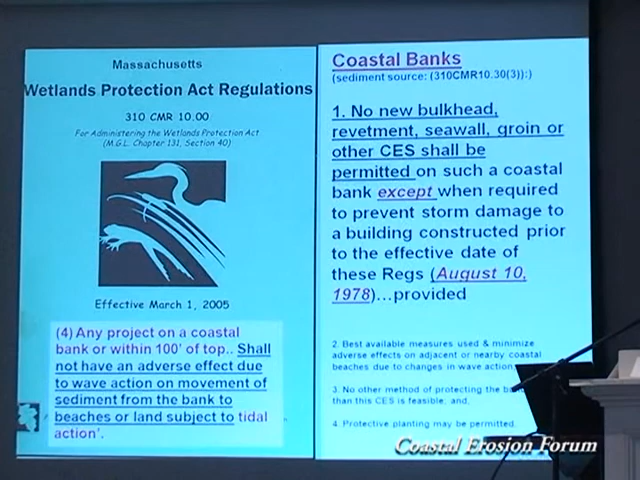 Massachusetts
Wetlands Protection Act Regulations
310 CMR 10.00
For Administering the Wetlands Protection Act
(M.G.L. Chapter 131, Section 40)
Effective March 1, 2005
(4) Any project on a coastal
bank or within 100' of top.. Shall
not have an adverse effect due
to wave action on movement of
sediment from the bank to
beaches or land subject to tidal
action'.
Coastal Banks
(sediment source: (310CMR10.30(3)):)
1. No new bulkhead,
revetment, seawall, groin or
other CES shall be
permitted on such a coastal
bank except when required
to prevent storm damage to
a building constructed prior
to the effective date of
these Regs (August 10,
1978)...provided
2. Best available measures used & minimize
adverse effects on adjacent or nearby coastal
beaches due to changes in wave action;
3. No other method of protecting the
than this CES is feasible; and,
4. Protective planting may be permitted.
Coastal Erosion Forum